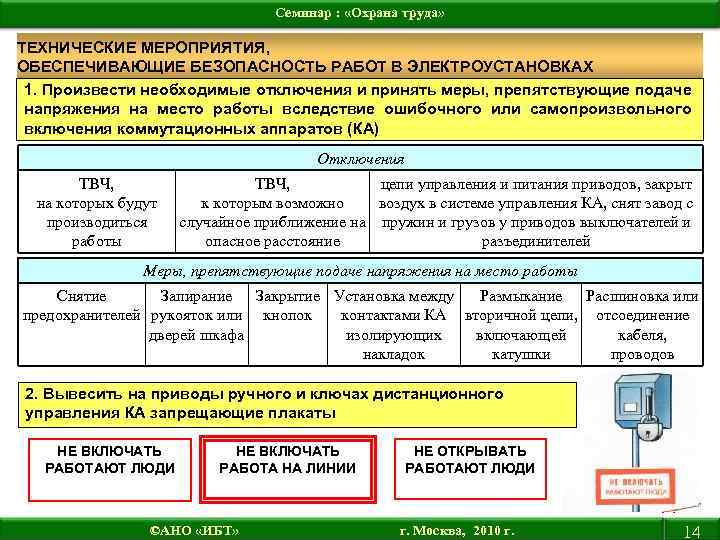 Семинар : «Охрана труда»
ТЕХНИЧЕСКИЕ МЕРОПРИЯТИЯ,
ОБЕСПЕЧИВАЮЩИЕ БЕЗОПАСНОСТЬ РАБОТ В ЭЛЕКТРОУСТАНОВКАХ
1. Произвести необходимые отключения и принять меры, препятствующие подаче
напряжения на место работы вследствие ошибочного или самопроизвольного
включения коммутационных аппаратов (КА)
Отключения
ТВЧ,
на которых будут
производиться
работы
ТВЧ,
к которым возможно
случайное приближение на
опасное расстояние
цепи управления и питания приводов, закрыт
воздух в системе управления КА, снят завод с
пружин и грузов у приводов выключателей и
разъединителей
Меры, препятствующие подаче напряжения на место работы
Снятие
предохранителей
Запирание
рукояток или
дверей шкафа
Закрытие
кнопок
Установка между
контактами КА
изолирующих
накладок
Размыкание
вторичной цепи,
включающей
катушки
Расшиновка или
отсоединение
кабеля,
проводов
2. Вывесить на приводы ручного и ключах дистанционного
управления КА запрещающие плакаты
НЕ ВКЛЮЧАТЬ
РАБОТАЮТ ЛЮДИ
НЕ ВКЛЮЧАТЬ
РАБОТА НА ЛИНИИ
НЕ ОТКРЫВАТЬ
РАБОТАЮТ ЛЮДИ
НЕ ВКЛЮЧАТЬ
РАБОТАЮТ ЛЮДИ
©АНО «ИБТ»
г. Москва, 2010 г.
14